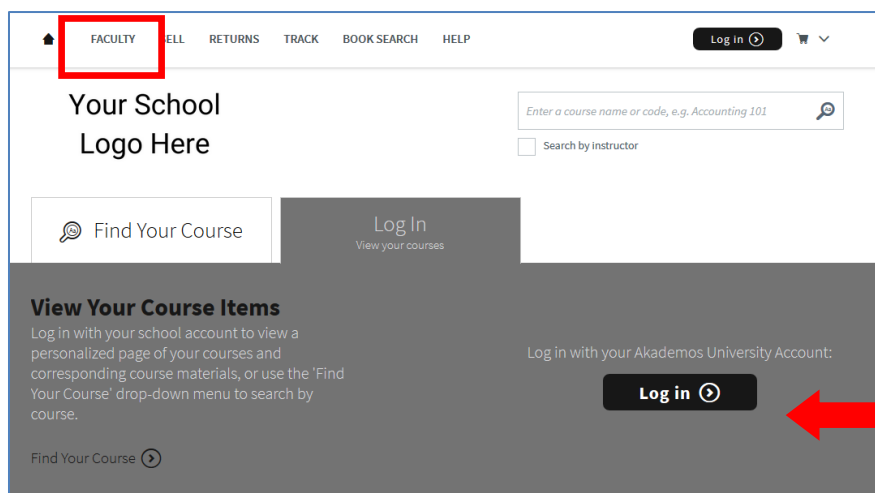 FACULTY SELL RETURNS TRACK BOOK SEARCH HELP Log in
Your School
Logo Here
Enter a course name or code, e.g. Accounting 101
Search by instructor
Find Your Course
Log In
View your courses
View Your Course Items
Log in with your school account to view a
personalized page of your courses and
corresponding course materials, or use the 'Find
Your Course' drop-down menu to search by
course.
Find Your Course
Log in with your Akademos University Account:
Log in